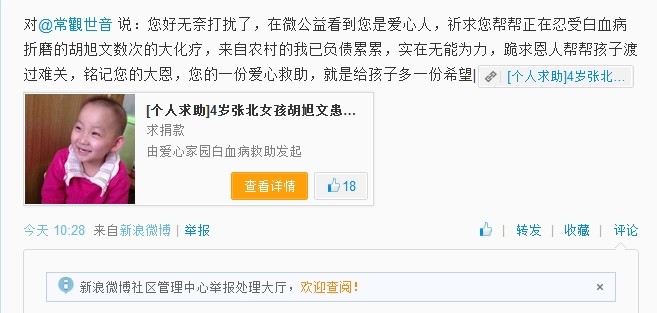 对@常觀世音 说：您好无奈打扰了，在微公益看到您是爱心人，祈求您帮帮正在忍受白血病
折磨的胡旭文数次的大化疗，来自农村的我已负债累累，实在无能为力，跪求恩人帮帮孩子渡
过难关，铭记您的大恩，您的一份爱心救助，就是给孩子多一份希望| [个人求助]4岁张北...
[个人求助]4岁张北女孩胡旭文患...
求捐款
由爱心家园白血病救助发起
查看详情 18
今天 10:28 来自新浪微博 | 举报 | 转发 | 收藏 | 评论
新浪微博社区管理中心举报处理大厅，欢迎查阅！ ×